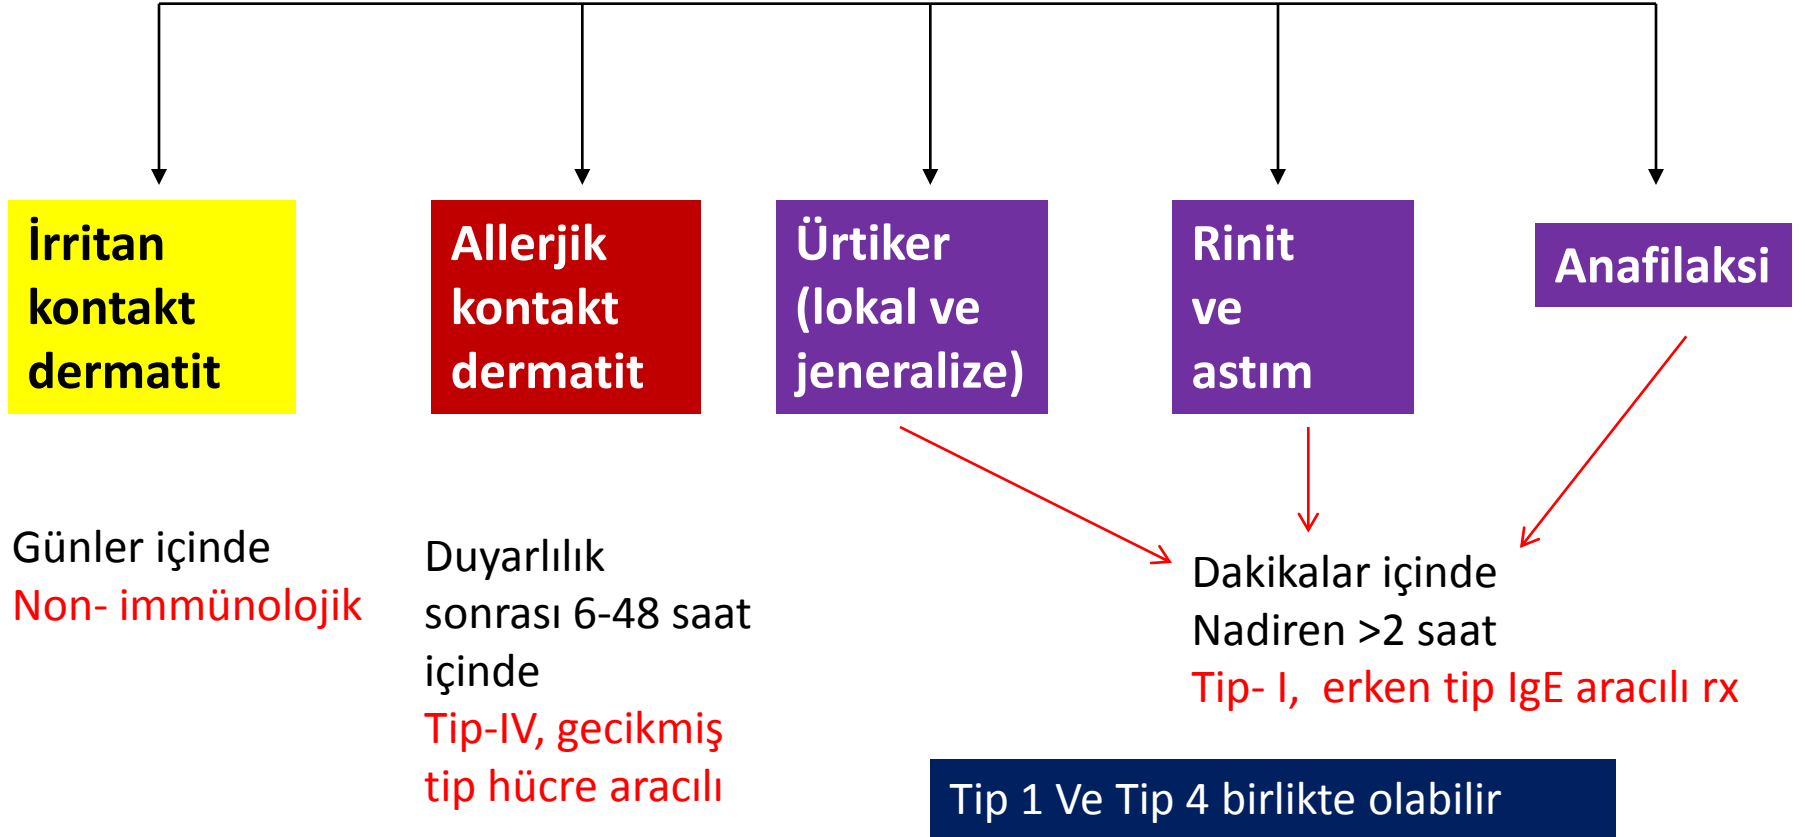 İrritan
kontakt
dermatit
Allerjik
kontakt
dermatit
Ürtiker
(lokal ve
jeneralize)
Rinit
ve
astım
Anafilaksi
Günler içinde
Non- immünolojik
Duyarlılık
sonrası 6-48 saat
içinde
Tip-IV, gecikmiş
tip hücre aracılı
Dakikalar içinde
Nadiren >2 saat
Tip- I, erken tip IgE aracılı rx
Tip 1 Ve Tip 4 birlikte olabilir